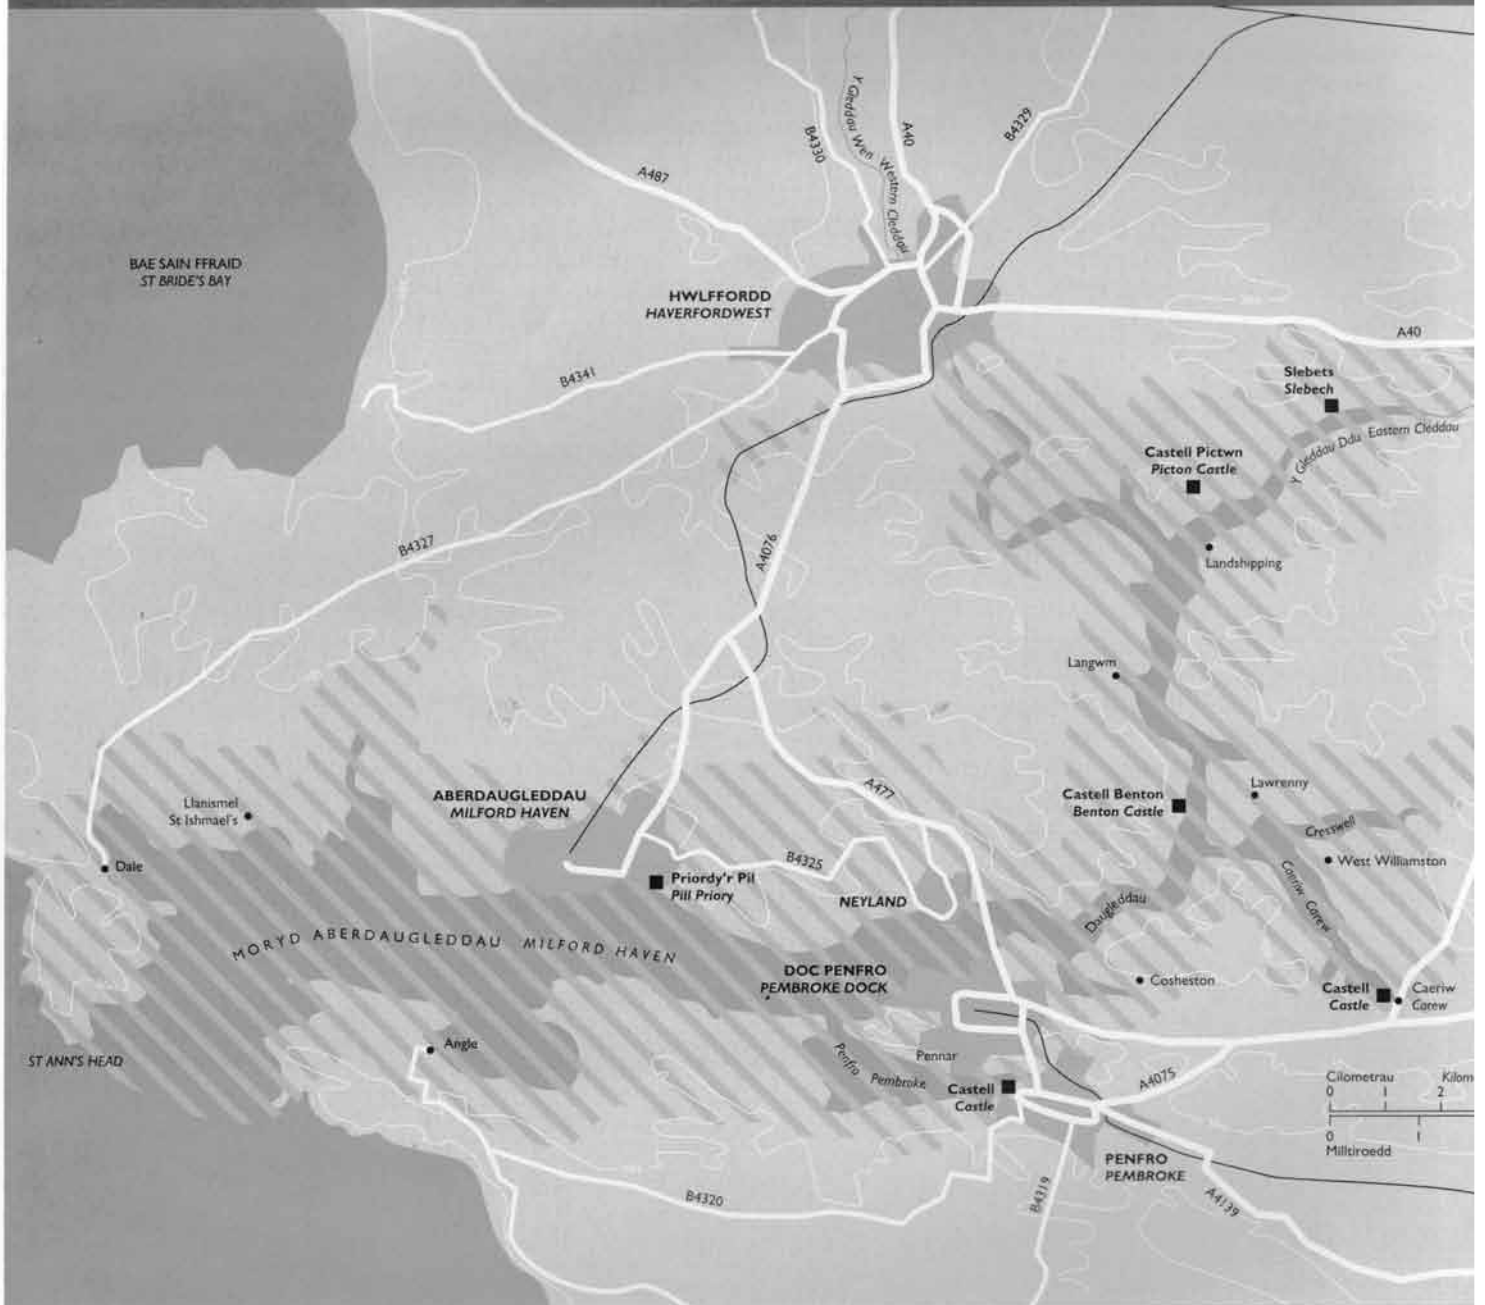 B4330
Y Gleddau Wen
Western Cleddau
A40
B4329
A487
BAE SAIN FFRAID
ST BRIDE'S BAY
HWLFFORDD
HAVERFORDWEST
A40
B4341
Slebets
Slebech
Y Gleddau Ddu Eastern Cleddau
Castell Pictwn
Picton Castle
B4327
A4076
Landshipping
Langwm
Llanismel
St Ishmael's
ABERDAUGLEDDAU
MILFORD HAVEN
A477
Castell Benton
Benton Castle
Lawrenny
Cresswell
Dale
Priordy'r Pil
Pill Priory
B4325
NEYLAND
West Williamston
Caeriw Carew
Daugleddau
MORYD ABERDAUGLEDDAU MILFORD HAVEN
DOC PENFRO
PEMBROKE DOCK
Cosheston
Castell
Castle
Caeriw
Carew
ST ANN'S HEAD
Angle
Penfro Pembroke
Pennar
Castell
Castle
A4075
Cilometrau Kilom
0 1 2
0 1
Milltiroedd
PENFRO
PEMBROKE
B4320
B4319
A4139